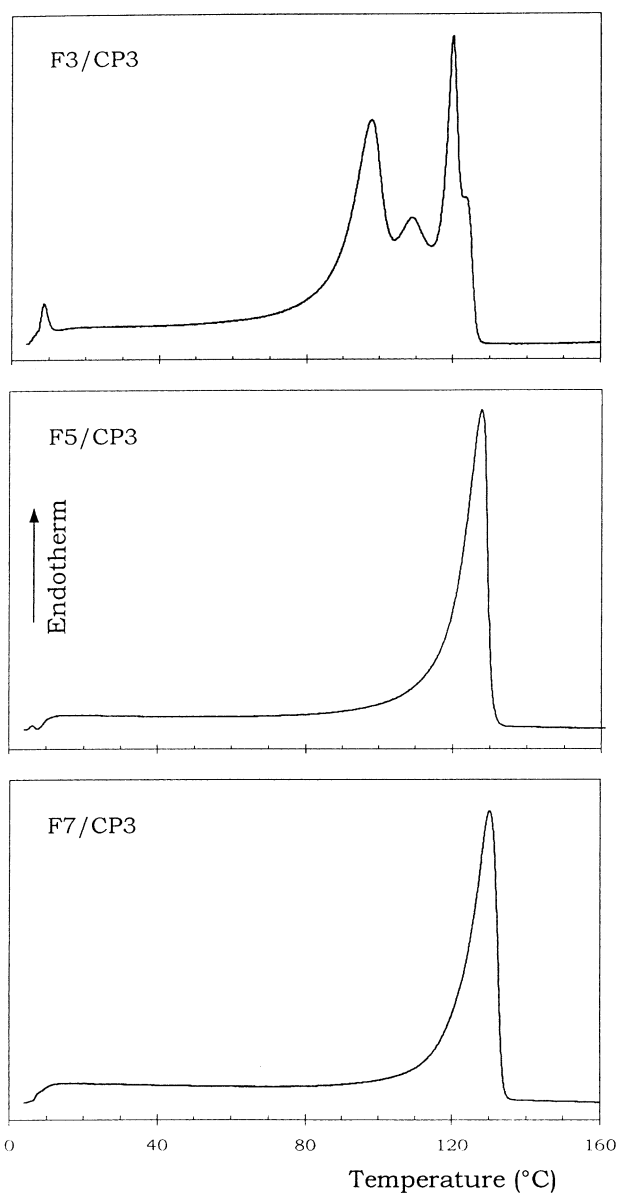 F3/CP3
F5/CP3
Endotherm
F7/CP3
0 40 80 120 160
Temperature (°C)